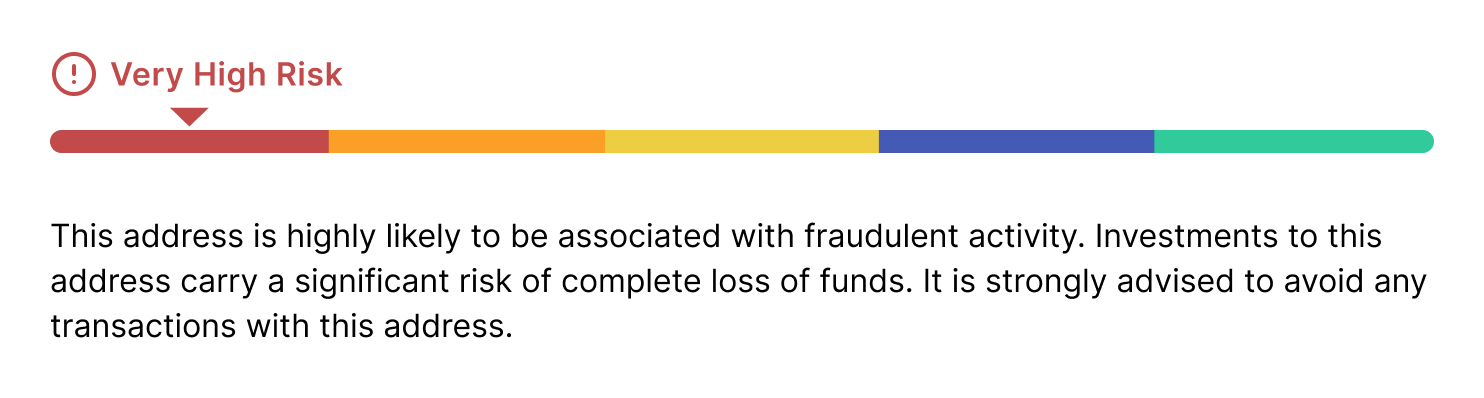 Very High Risk
This address is highly likely to be associated with fraudulent activity. Investments to this
address carry a significant risk of complete loss of funds. It is strongly advised to avoid any
transactions with this address.